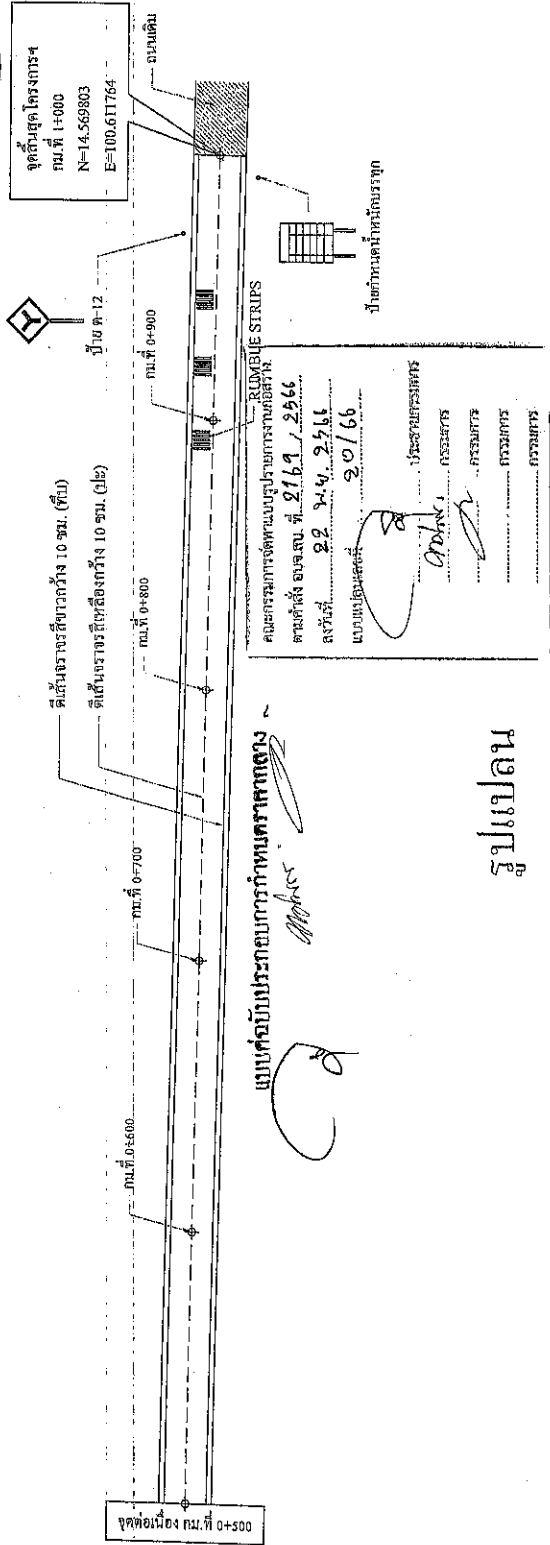 จุดสิ้นสุดโครงการฯ
กม.ที่ 1+000
N=14.569803
E=100.611764
ถนนเดิม
ป้าย ต-12
กม.ที่ 0+900
ตีเส้นจราจรสีขาวกว้าง 10 ซม. (ทึบ)
ตีเส้นจราจรสีเหลืองกว้าง 10 ซม. (ปะ)
กม.ที่ 0+800
กม.ที่ 0+700
กม.ที่ 0+600
จุดต่อเนื่อง กม.ที่ 0+500
RUMBLE STRIPS
ป้ายกำหนดน้ำหนักบรรทุก
แบบต้นฉบับประกอบการกำหนดราคากลาง
คณะกรรมการจัดทำแบบรูปรายการงานก่อสร้าง
ตามคำสั่ง อบจ.สบ. ที่ 2169 / 2566
ลงวันที่ 22 พ.ย. 2566
แบบแปลนเลขที่ 20/66
ประธานกรรมการ
กรรมการ
กรรมการ
กรรมการ
กรรมการ
รูปแปลน